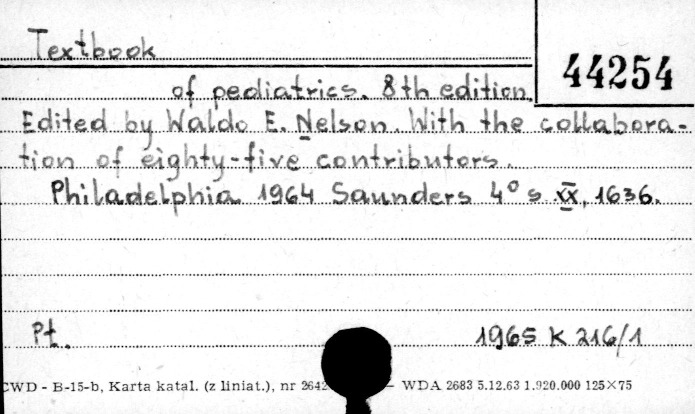 Textbook
44254
of pediatrics. 8th edition.
Edited by Waldo E. Nelson. With the collabora-
tion of eighty-five contributors.
Philadelphia 1964 Saunders 4° s. XX, 1636.
Pt. 1965 K 216/1
CWD - B-15-b, Karta katal. (z liniat.), nr 2642 — WDA 2683 5.12.63 1.920.000 125×75